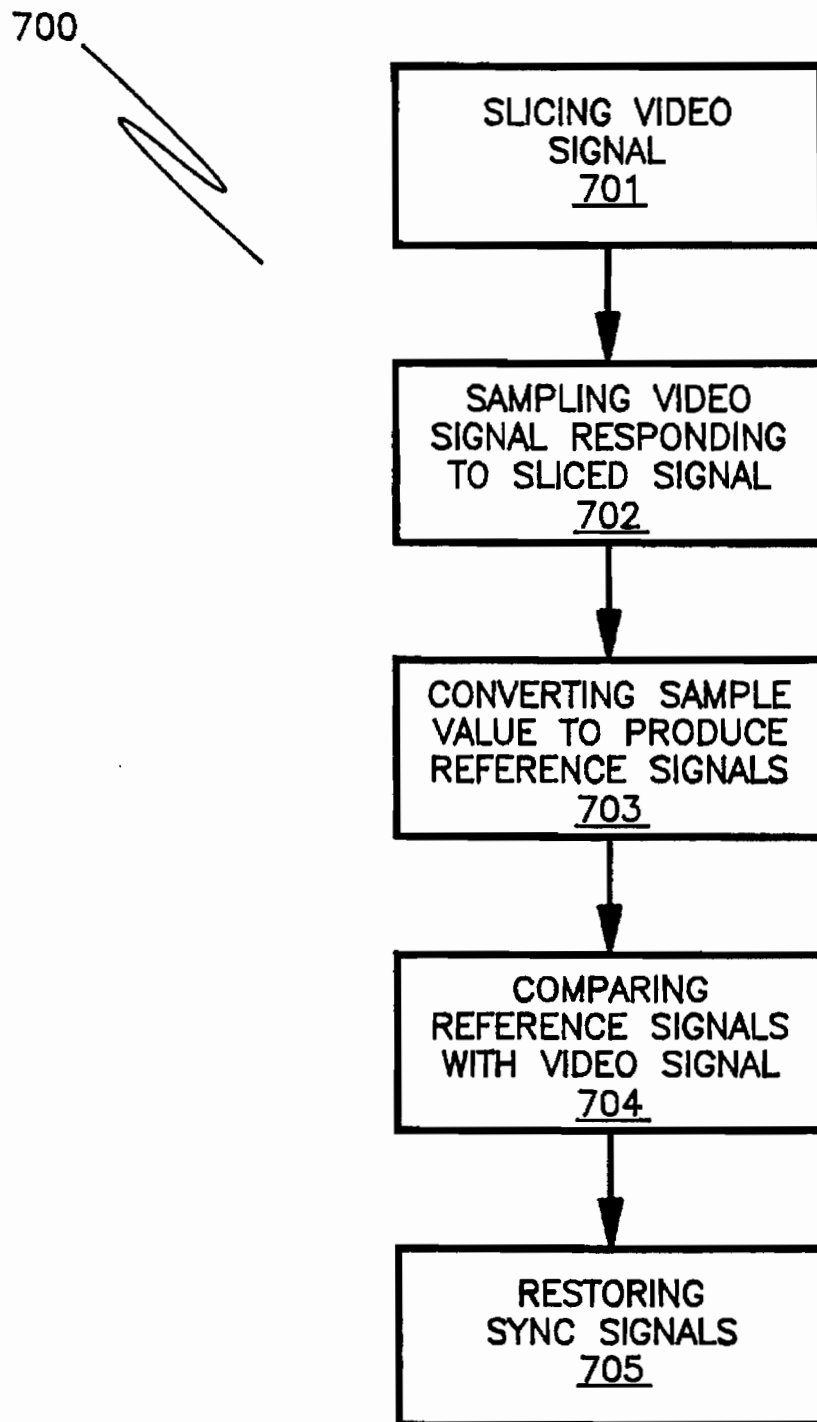 700
SLICING VIDEO
SIGNAL
701
SAMPLING VIDEO
SIGNAL RESPONDING
TO SLICED SIGNAL
702
CONVERTING SAMPLE
VALUE TO PRODUCE
REFERENCE SIGNALS
703
COMPARING
REFERENCE SIGNALS
WITH VIDEO SIGNAL
704
RESTORING
SYNC SIGNALS
705